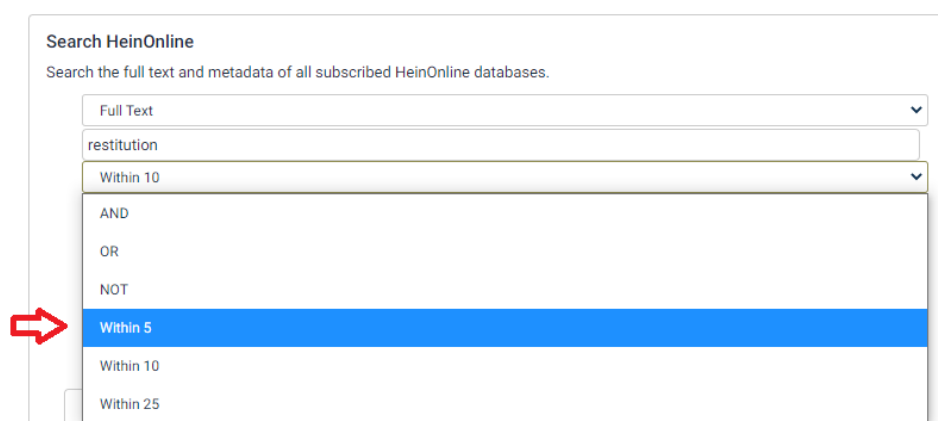 Search HeinOnline
Search the full text and metadata of all subscribed HeinOnline databases.
Full Text
restitution
Within 10
AND
OR
NOT
Within 5
Within 10
Within 25